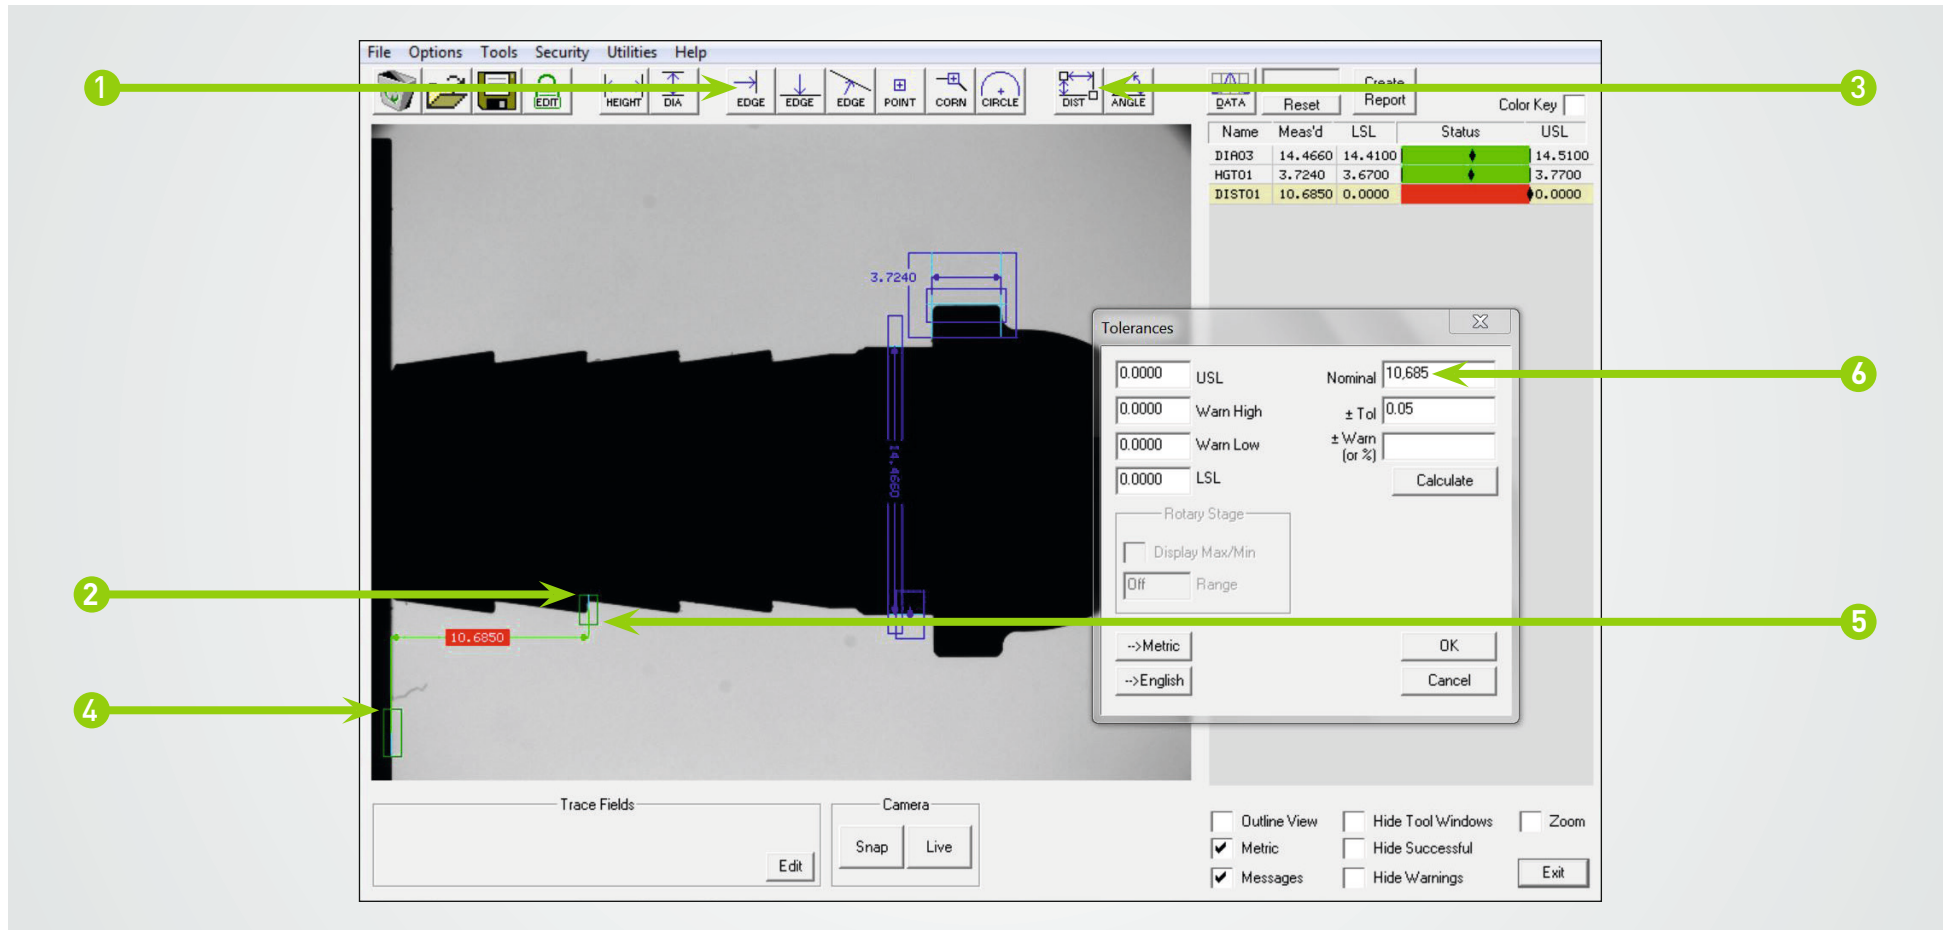 File Options Tools Security Utilities Help
1
EDIT HEIGHT DIA EDGE EDGE EDGE POINT CORN CIRCLE DIST ANGLE DATA Reset Create Report Color Key
3
Name Meas'd LSL Status USL
DIA03 14.4660 14.4100 14.5100
HGT01 3.7240 3.6700 3.7700
DIST01 10.6850 0.0000 0.0000
3.7240
14.4660
Tolerances
0.0000 USL Nominal 10,685
6
0.0000 Warn High ± Tol 0.05
0.0000 Warn Low ± Warn (or %)
0.0000 LSL Calculate
Rotary Stage
Display Max/Min
Off Range
2
5
10.6850
-->Metric OK
-->English Cancel
4
Trace Fields
Edit
Camera
Snap Live
Outline View Hide Tool Windows Zoom
Metric Hide Successful
Messages Hide Warnings Exit